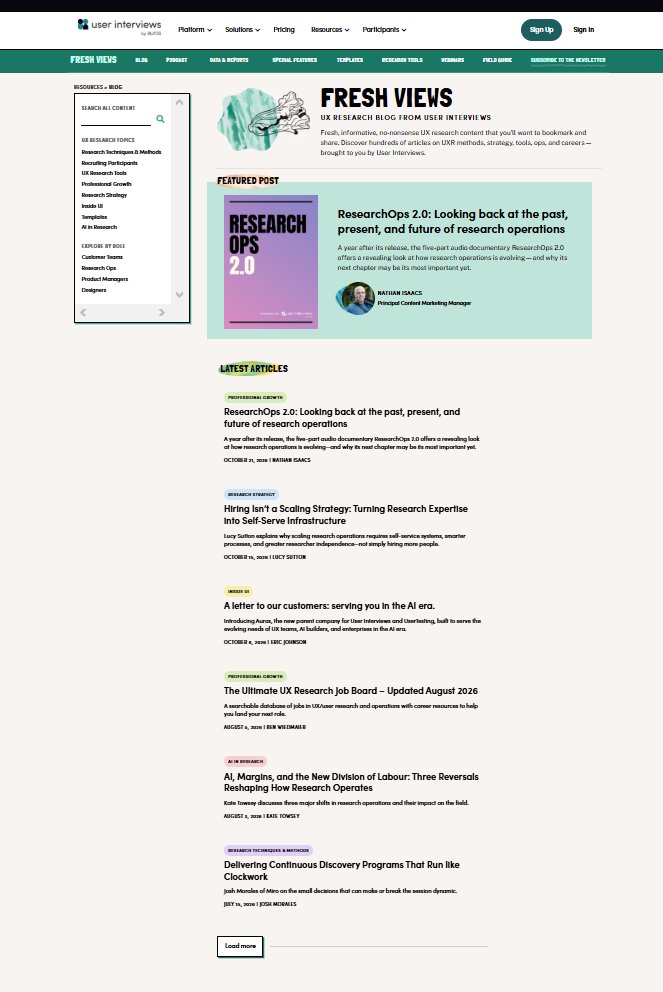 user interviews
Platform
Solutions
Pricing
Resources
Participants
Sign Up
Sign In
FRESH VIEWS
BLOG
PODCAST
DATA & REPORTS
SPECIAL FEATURES
TEMPLATES
RESEARCH TOOLS
WEBINARS
FIELD GUIDE
SUBSCRIBE TO THE NEWSLETTER
RESOURCES > BLOG
SEARCH ALL CONTENT
UX RESEARCH TOPICS
Research Techniques & Methods
Recruiting Participants
UX Research Tools
Professional Growth
Research Strategy
Inside UI
Templates
AI in Research
EXPLORE BY ROLE
Customer Teams
Research Ops
Product Managers
Designers
FRESH VIEWS
UX RESEARCH BLOG FROM USER INTERVIEWS
Fresh, informative, no-nonsense UX research content that you'll want to bookmark and
share. Discover hundreds of articles on UXR methods, strategy, tools, ops, and careers—
brought to you by User Interviews.
FEATURED POST
RESEARCH
OPS
2.0
ResearchOps 2.0: Looking back at the past,
present, and future of research operations
A year after its release, the five-part audio documentary ResearchOps 2.0
offers a revealing look at how research operations is evolving—and why its
next chapter may be its most important yet.
NATHAN ISAACS
Principal Content Marketing Manager
LATEST ARTICLES
PROFESSIONAL GROWTH
ResearchOps 2.0: Looking back at the past, present, and
future of research operations
A year after its release, the five-part audio documentary ResearchOps 2.0 offers a revealing look
at how research operations is evolving—and why its next chapter may be its most important yet.
OCTOBER 21, 2026 | NATHAN ISAACS
RESEARCH STRATEGY
Hiring Isn't a Scaling Strategy: Turning Research Expertise
into Self-Serve Infrastructure
Lucy Sutton explains why scaling research operations requires self-service systems, smarter
processes, and greater researcher independence—not simply hiring more people.
OCTOBER 15, 2026 | LUCY SUTTON
INSIDE UI
A letter to our customers: serving you in the AI era.
Introducing Auras, the new parent company for User Interviews and UserTesting, built to serve the
evolving needs of UX teams, AI builders, and enterprises in the AI era.
OCTOBER 8, 2026 | ERIC JOHNSON
PROFESSIONAL GROWTH
The Ultimate UX Research Job Board – Updated August 2026
A searchable database of jobs in UX/user research and operations with career resources to help
you land your next role.
AUGUST 5, 2026 | BEN WIEDMAIER
AI IN RESEARCH
AI, Margins, and the New Division of Labour: Three Reversals
Reshaping How Research Operates
Kate Towsey discusses three major shifts in research operations and their impact on the field.
AUGUST 3, 2026 | KATE TOWSEY
RESEARCH TECHNIQUES & METHODS
Delivering Continuous Discovery Programs That Run like
Clockwork
Josh Morales of Miro on the small decisions that can make or break the session dynamic.
JULY 15, 2026 | JOSH MORALES
Load more